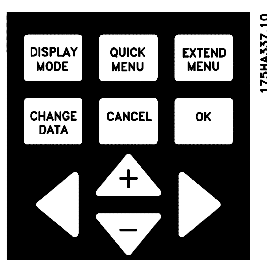 DISPLAY
MODE
QUICK
MENU
EXTEND
MENU
CHANGE
DATA
CANCEL
OK
+
−
175HA337.10